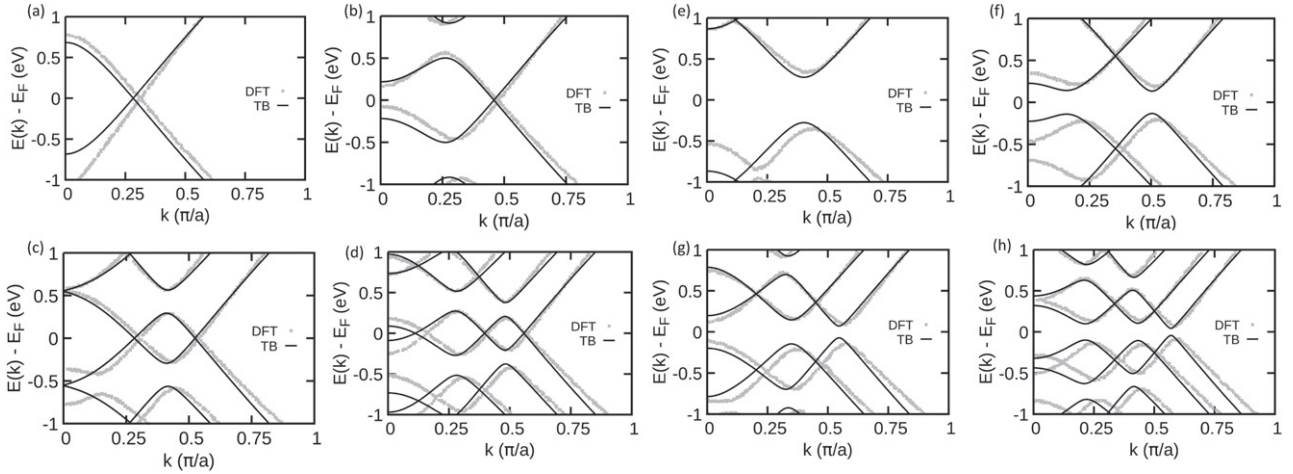 (a)
1
0.5
0
-0.5
-1
E(k) - E_F (eV)
DFT
TB
0 0.25 0.5 0.75 1
k (π/a)
(b)
1
0.5
0
-0.5
-1
E(k) - E_F (eV)
DFT
TB
0 0.25 0.5 0.75 1
k (π/a)
(e)
1
0.5
0
-0.5
-1
E(k) - E_F (eV)
DFT
TB
0 0.25 0.5 0.75 1
k (π/a)
(f)
1
0.5
0
-0.5
-1
E(k) - E_F (eV)
DFT
TB
0 0.25 0.5 0.75 1
k (π/a)
(c)
1
0.5
0
-0.5
-1
E(k) - E_F (eV)
DFT
TB
0 0.25 0.5 0.75 1
k (π/a)
(d)
1
0.5
0
-0.5
-1
E(k) - E_F (eV)
DFT
TB
0 0.25 0.5 0.75 1
k (π/a)
(g)
1
0.5
0
-0.5
-1
E(k) - E_F (eV)
DFT
TB
0 0.25 0.5 0.75 1
k (π/a)
(h)
1
0.5
0
-0.5
-1
E(k) - E_F (eV)
DFT
TB
0 0.25 0.5 0.75 1
k (π/a)